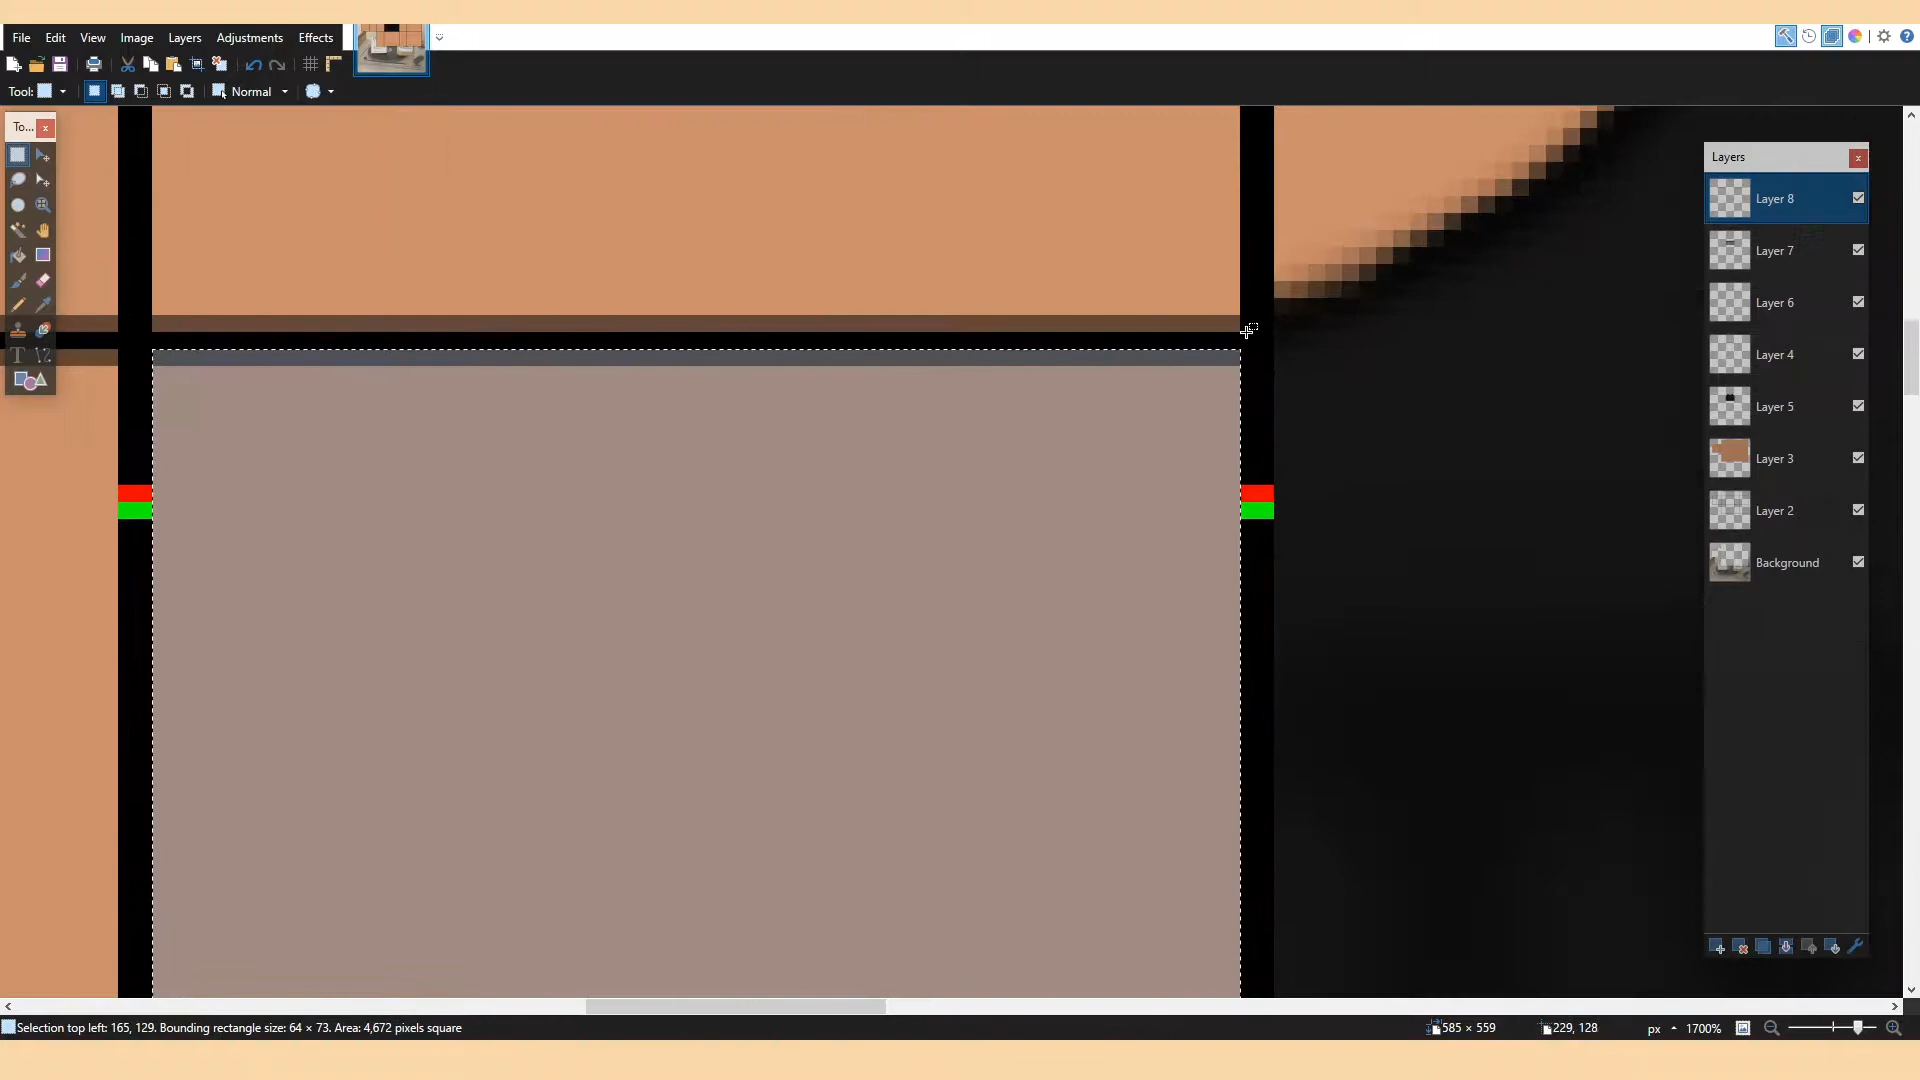 File Edit View Image Layers Adjustments Effects
Tool: Normal
To...
Layers
Layer 8
Layer 7
Layer 6
Layer 4
Layer 5
Layer 3
Layer 2
Background
Selection top left: 165, 129. Bounding rectangle size: 64 × 73. Area: 4,672 pixels square 585 × 559 229, 128 px 1700%